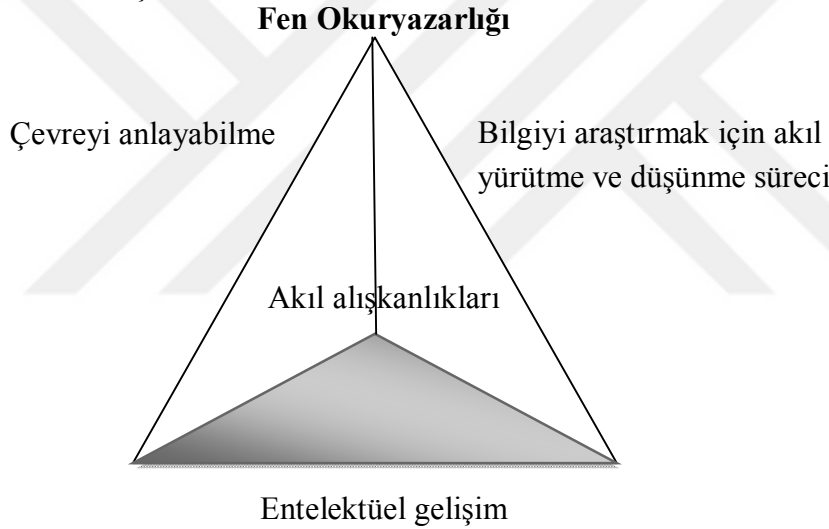 Fen Okuryazarlığı
Çevreyi anlayabilme
Bilgiyi araştırmak için akıl
yürütme ve düşünme süreci
Akıl alışkanlıkları
Entelektüel gelişim